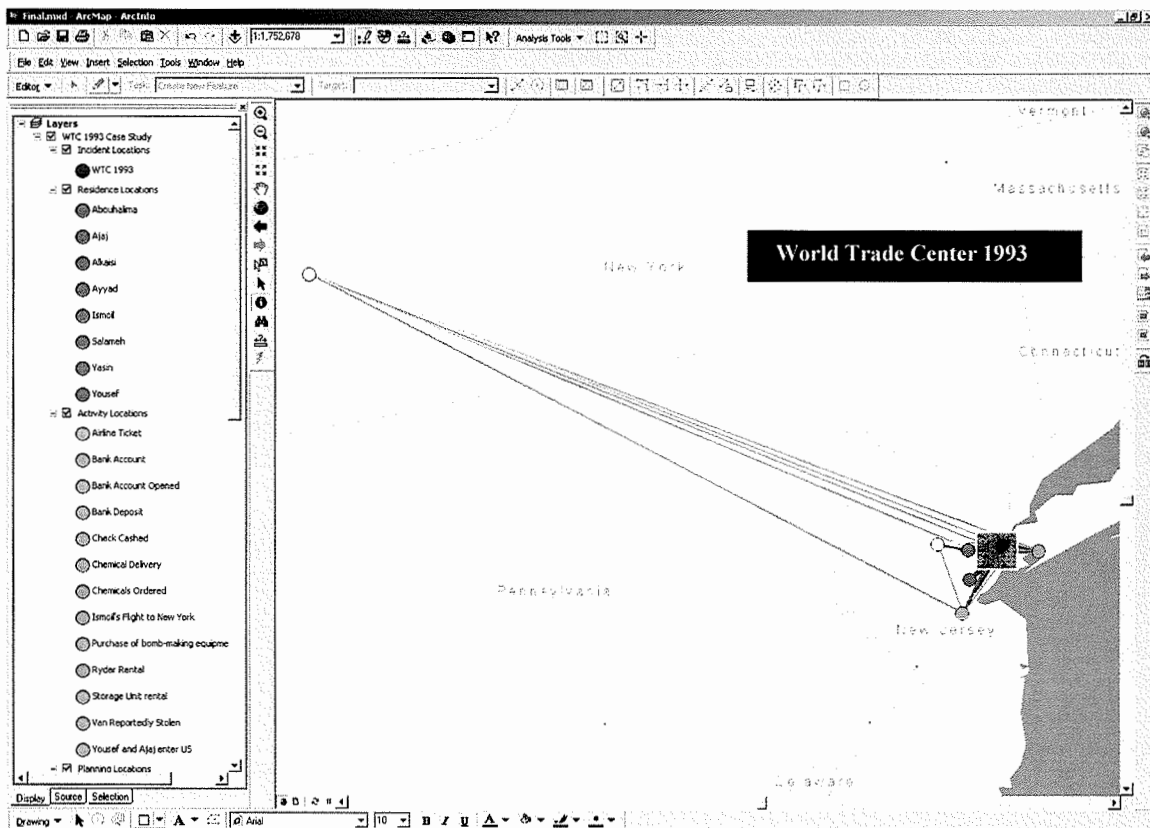 Final.mxd - ArcMap - ArcInfo
1:1,752,678
Analysis Tools
File Edit View Insert Selection Tools Window Help
Editor
Task:
Create New Feature
Target:
Layers
WTC 1993 Case Study
Incident Locations
WTC 1993
Residence Locations
Abouhalima
Ajaj
Alkaisi
Ayyad
Ismoil
Salameh
Yasin
Yousef
Activity Locations
Airline Ticket
Bank Account
Bank Account Opened
Bank Deposit
Check Cashed
Chemical Delivery
Chemicals Ordered
Ismoil's Flight to New York
Purchase of bomb-making equipme
Ryder Rental
Storage Unit rental
Van Reportedly Stolen
Yousef and Ajaj enter US
Planning Locations
Display Source Selection
Vermont
Massachusetts
World Trade Center 1993
New York
Connecticut
Pennsylvania
New Jersey
Delaware
Drawing
A
Arial
10
B I U A